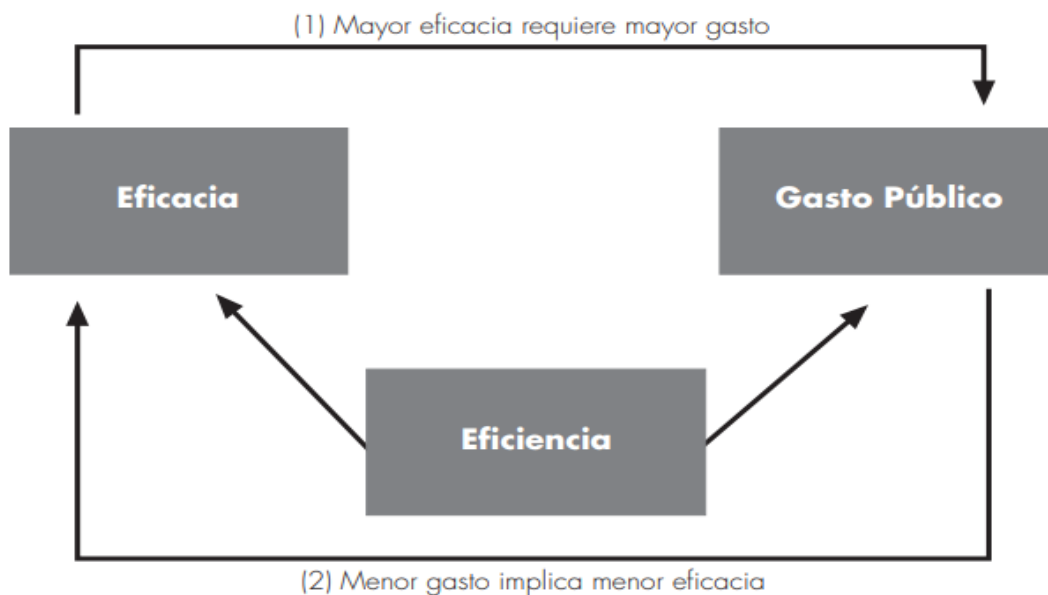 (1) Mayor eficacia requiere mayor gasto
Eficacia
Gasto Público
Eficiencia
(2) Menor gasto implica menor eficacia